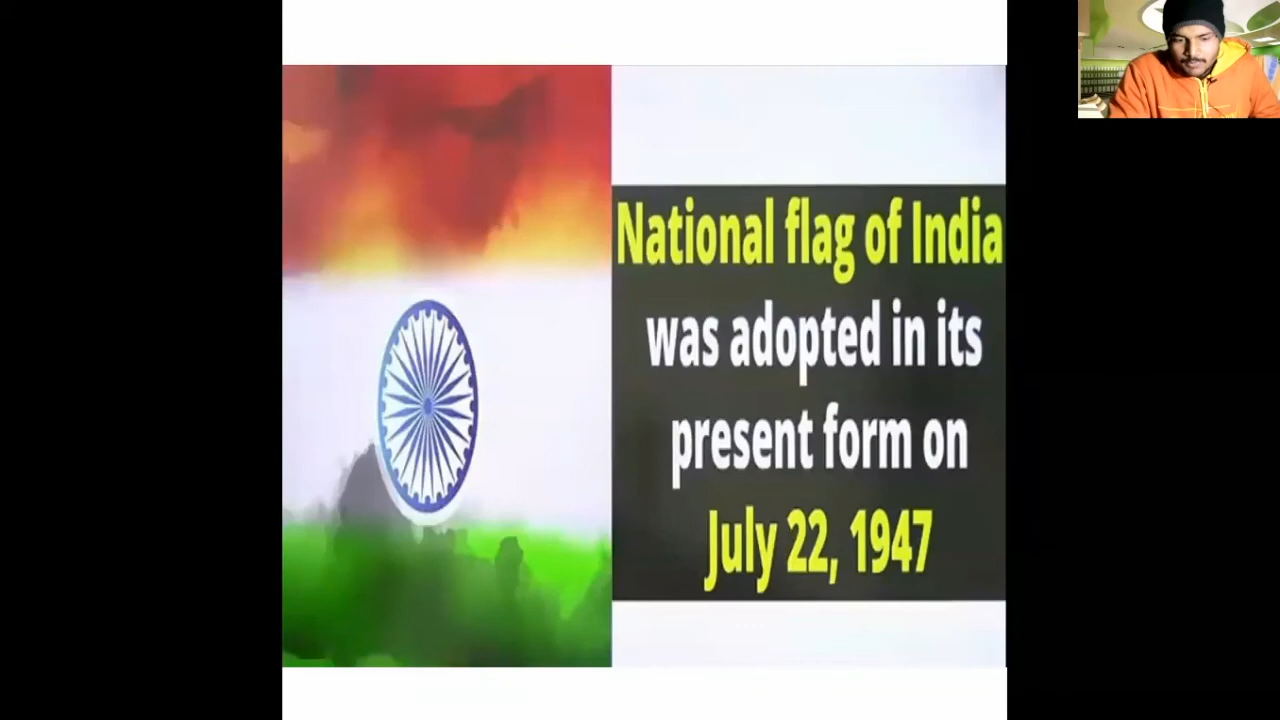 National flag of India
was adopted in its
present form on
July 22, 1947